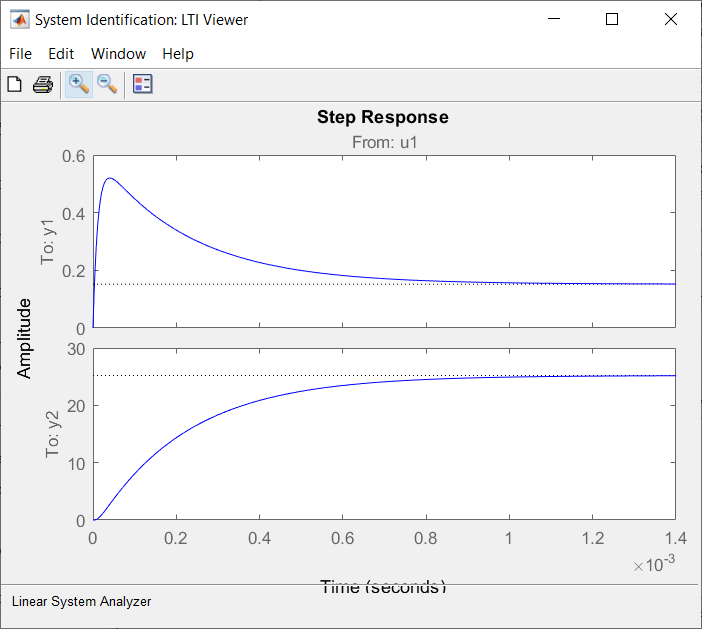 System Identification: LTI Viewer
File Edit Window Help
Step Response
From: u1
Amplitude
To: y1
0.6
0.4
0.2
0
To: y2
30
20
10
0
0 0.2 0.4 0.6 0.8 1 1.2 1.4
×10⁻³
Time (seconds)
Linear System Analyzer